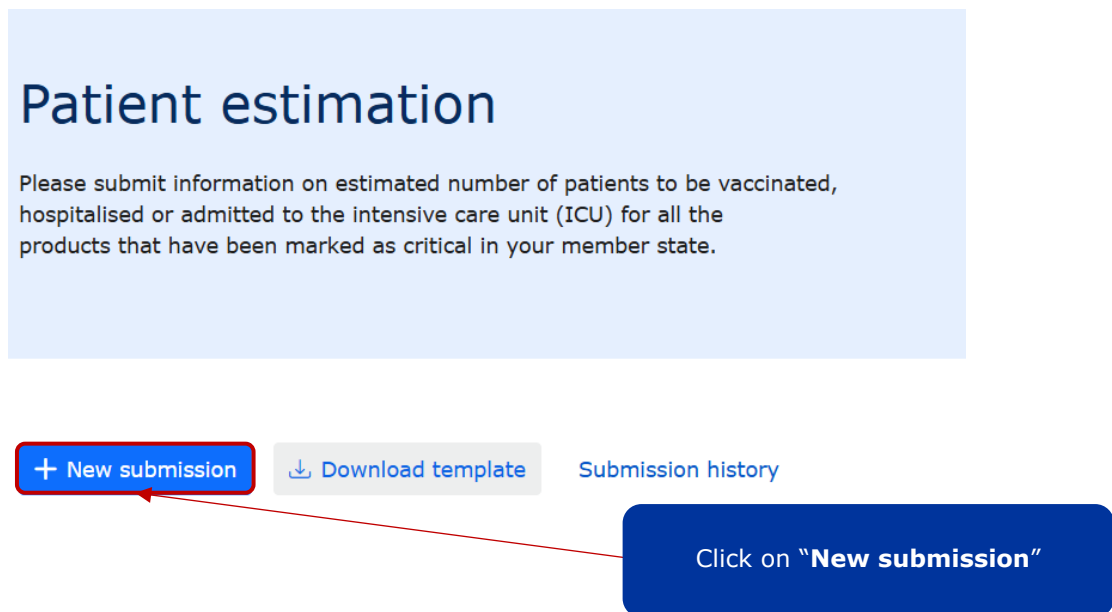 Patient estimation
Please submit information on estimated number of patients to be vaccinated,
hospitalised or admitted to the intensive care unit (ICU) for all the
products that have been marked as critical in your member state.
+ New submission
Download template
Submission history
Click on “New submission”